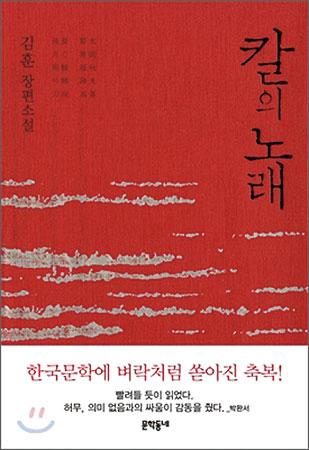 칼의 노래
김훈 장편소설
한국문학에 벼락처럼 쏟아진 축복!
빨려들 듯이 읽었다.
허무, 의미 없음과의 싸움이 감동을 줬다. _박완서
문학동네